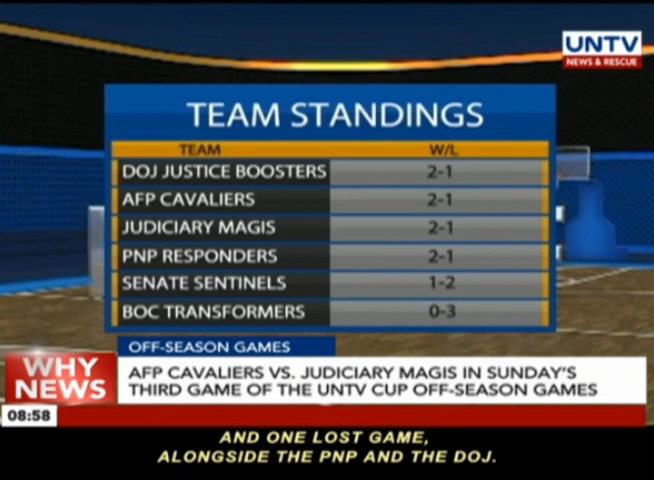 UNTV
NEWS & RESCUE
TEAM STANDINGS
TEAM W/L
DOJ JUSTICE BOOSTERS 2-1
AFP CAVALIERS 2-1
JUDICIARY MAGIS 2-1
PNP RESPONDERS 2-1
SENATE SENTINELS 1-2
BOC TRANSFORMERS 0-3
OFF-SEASON GAMES
WHY
NEWS
AFP CAVALIERS VS. JUDICIARY MAGIS IN SUNDAY'S
THIRD GAME OF THE UNTV CUP OFF-SEASON GAMES
08:58
AND ONE LOST GAME,
ALONGSIDE THE PNP AND THE DOJ.